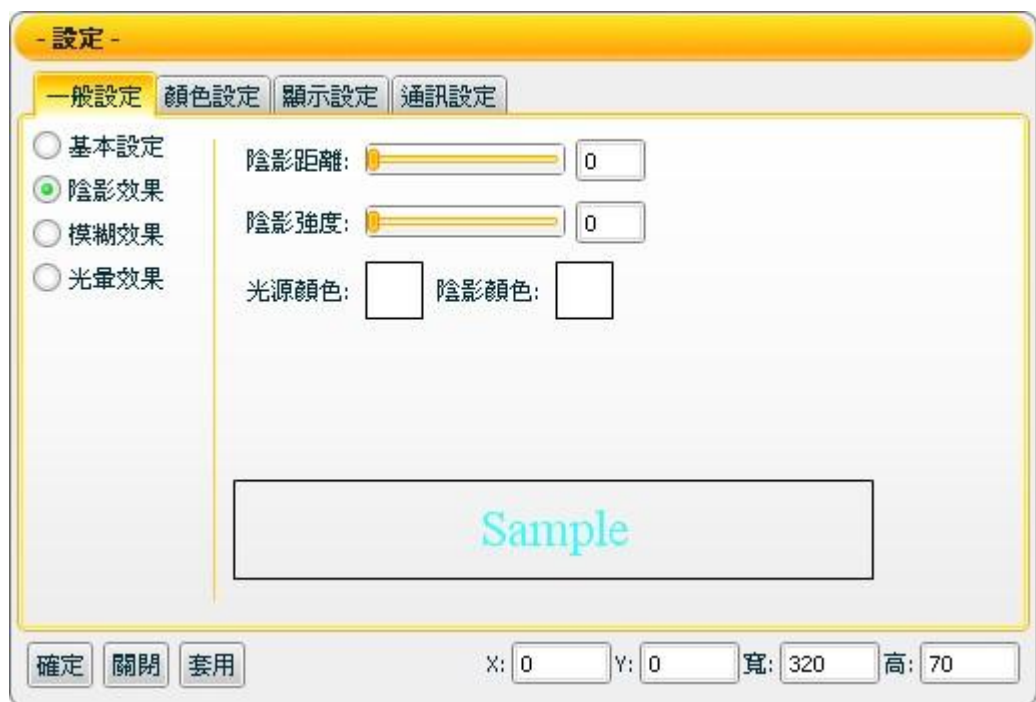 - 設定 -
一般設定 顏色設定 顯示設定 通訊設定
基本設定
陰影效果
模糊效果
光暈效果
陰影距離: 0
陰影強度: 0
光源顏色: 陰影顏色:
Sample
確定 關閉 套用 X: 0 Y: 0 寬: 320 高: 70